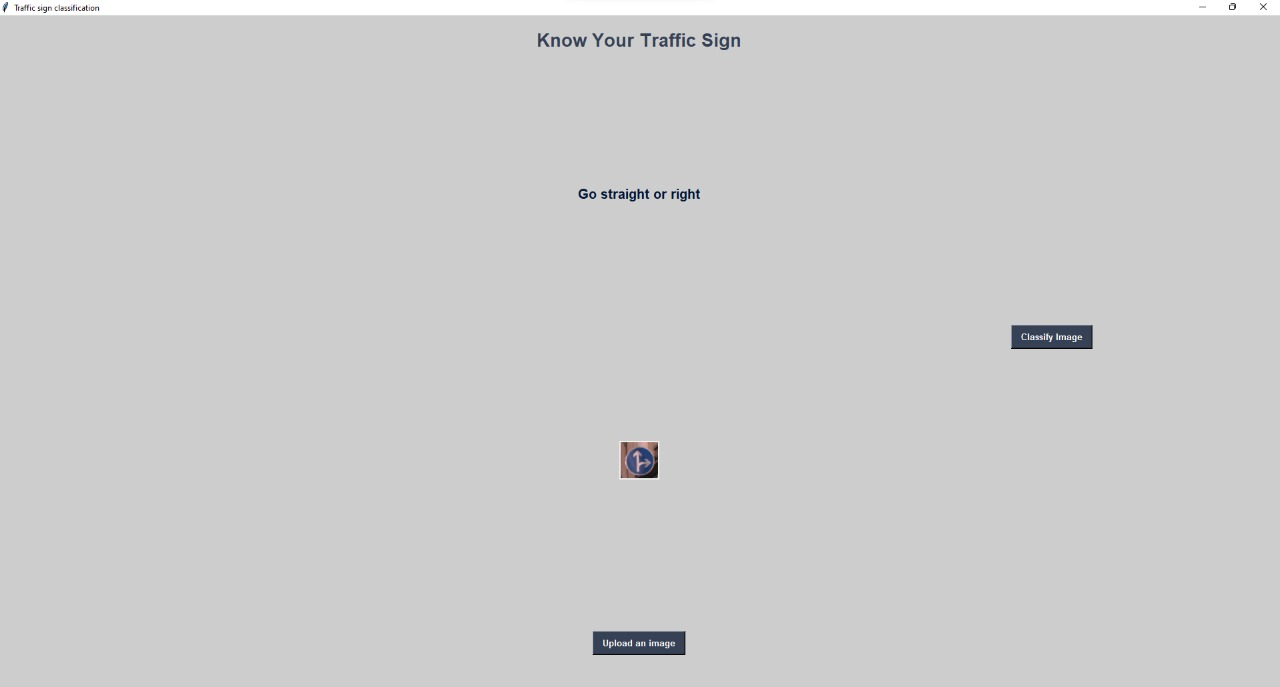 Traffic sign classification
Know Your Traffic Sign
Go straight or right
Classify Image
Upload an image